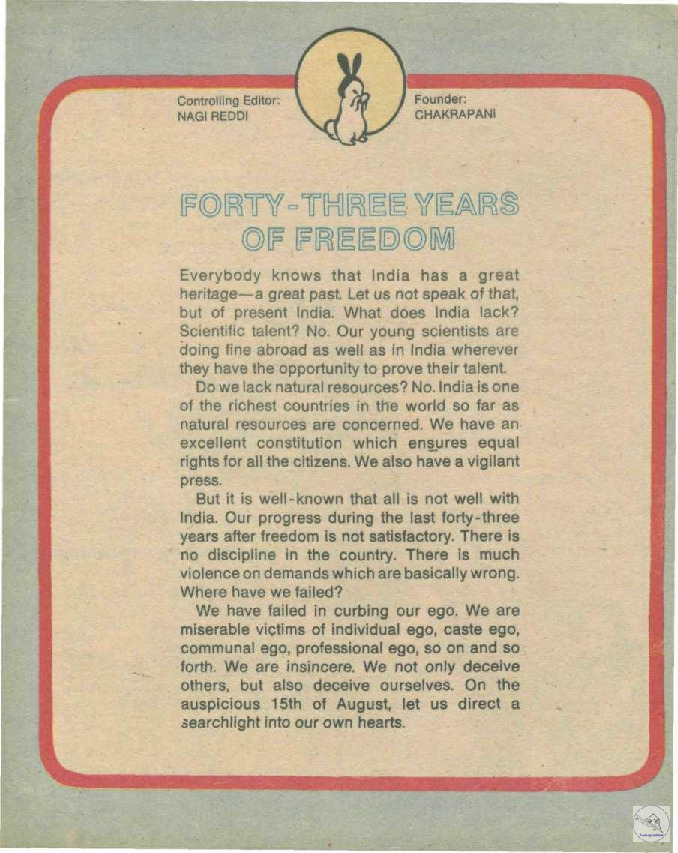 Controlling Editor:
NAGI REDDI
Founder:
CHAKRAPANI
FORTY-THREE YEARS
OF FREEDOM
Everybody knows that India has a great
heritage—a great past. Let us not speak of that,
but of present India. What does India lack?
Scientific talent? No. Our young scientists are
doing fine abroad as well as in India wherever
they have the opportunity to prove their talent.
Do we lack natural resources? No. India is one
of the richest countries in the world so far as
natural resources are concerned. We have an
excellent constitution which ensures equal
rights for all the citizens. We also have a vigilant
press.
But it is well-known that all is not well with
India. Our progress during the last forty-three
years after freedom is not satisfactory. There is
no discipline in the country. There is much
violence on demands which are basically wrong.
Where have we failed?
We have failed in curbing our ego. We are
miserable victims of individual ego, caste ego,
communal ego, professional ego, so on and so
forth. We are insincere. We not only deceive
others, but also deceive ourselves. On the
auspicious 15th of August, let us direct a
searchlight into our own hearts.